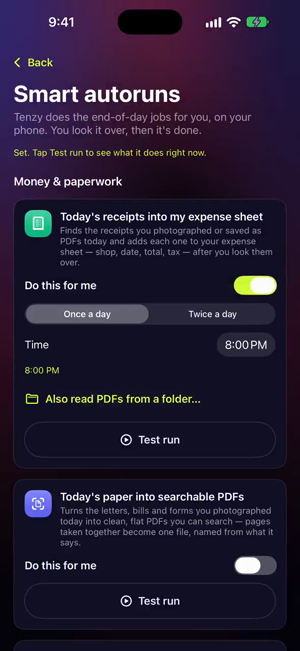 9:41
Back
Smart autoruns
Tenzy does the end-of-day jobs for you, on your
phone. You look it over, then it's done.
Set. Tap Test run to see what it does right now.
Money & paperwork
Today's receipts into my expense sheet
Finds the receipts you photographed or saved as
PDFs today and adds each one to your expense
sheet — shop, date, total, tax — after you look them
over.
Do this for me
Once a day
Twice a day
Time
8:00 PM
8:00 PM
Also read PDFs from a folder...
Test run
Today's paper into searchable PDFs
Turns the letters, bills and forms you photographed
today into clean, flat PDFs you can search — pages
taken together become one file, named from what it
says.
Do this for me
Test run